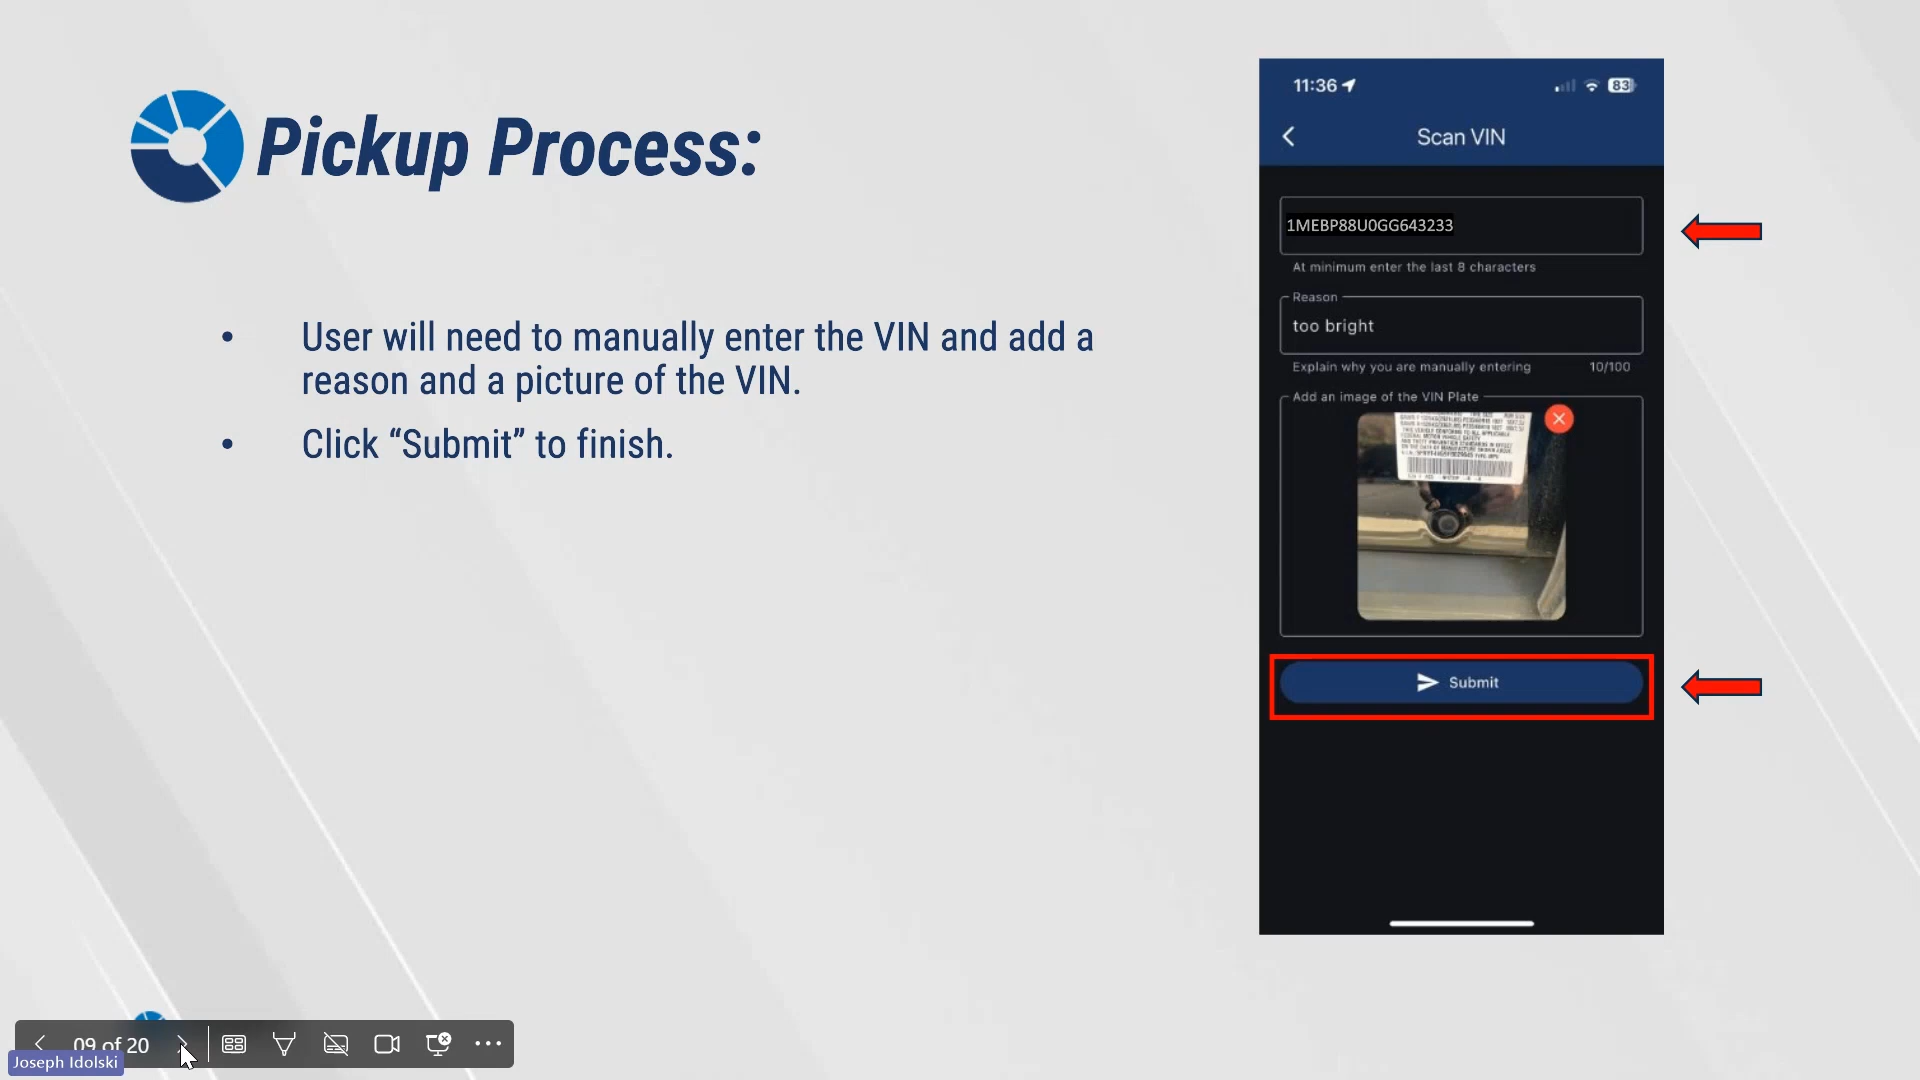 Pickup Process:
• User will need to manually enter the VIN and add a
reason and a picture of the VIN.
• Click “Submit” to finish.
11:36
83
Scan VIN
1MEBP88U0GG643233
At minimum enter the last 8 characters
Reason
too bright
Explain why you are manually entering 10/100
Add an image of the VIN Plate
Submit
09 of 20
Joseph Idolski